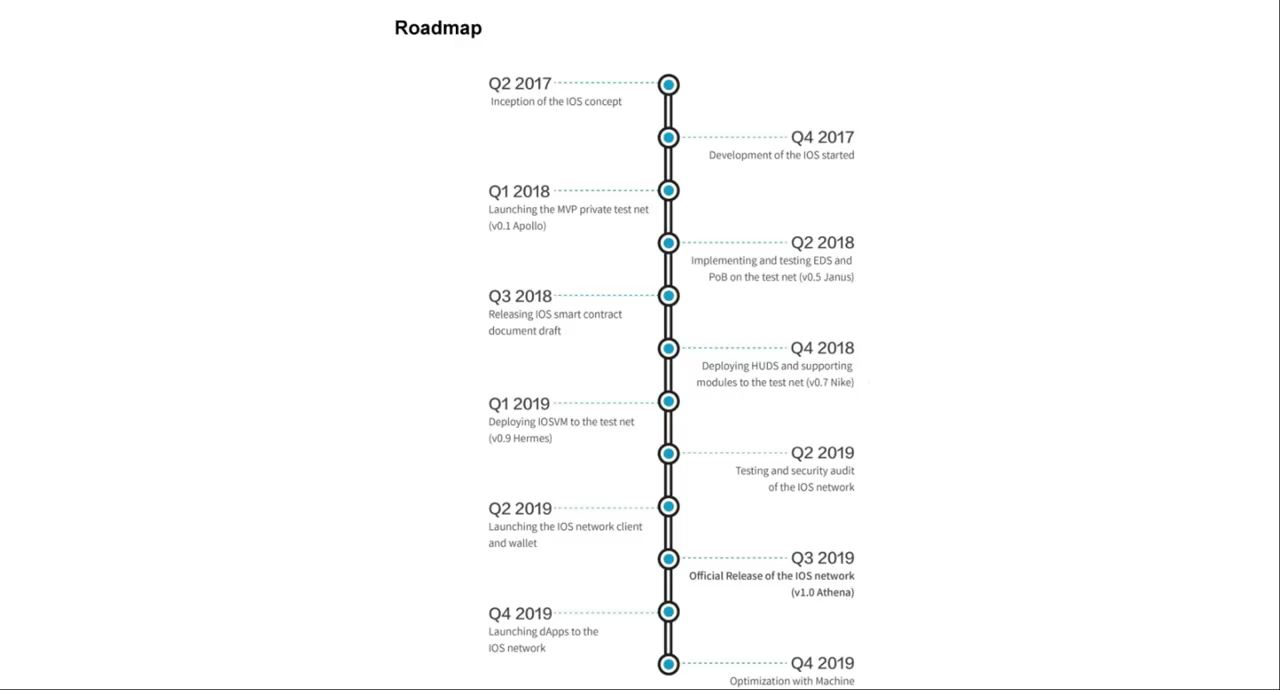 Roadmap
Q2 2017
Inception of the IOS concept
Q4 2017
Development of the IOS started
Q1 2018
Launching the MVP private test net
(v0.1 Apollo)
Q2 2018
Implementing and testing EDS and
PoB on the test net (v0.5 Janus)
Q3 2018
Releasing IOS smart contract
document draft
Q4 2018
Deploying HUDS and supporting
modules to the test net (v0.7 Nike)
Q1 2019
Deploying IOSVM to the test net
(v0.9 Hermes)
Q2 2019
Testing and security audit
of the IOS network
Q2 2019
Launching the IOS network client
and wallet
Q3 2019
Official Release of the IOS network
(v1.0 Athena)
Q4 2019
Launching dApps to the
IOS network
Q4 2019
Optimization with Machine